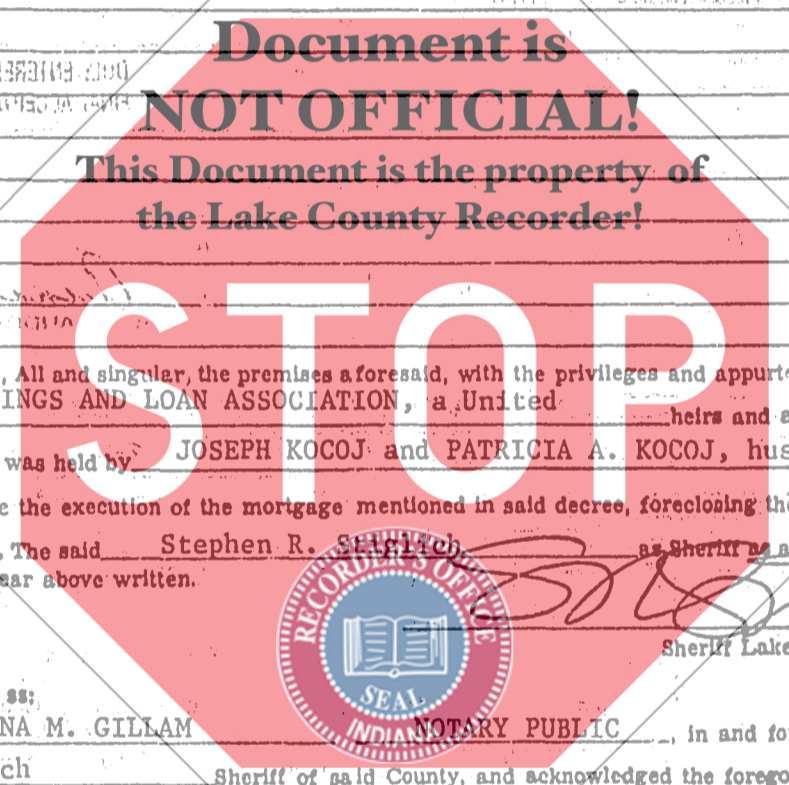 Document is
NOT OFFICIAL!
This Document is the property of
the Lake County Recorder!
STOP
, All and singular, the premises aforesaid, with the privileges and appurte
INGS AND LOAN ASSOCIATION, a United
heirs and a
was held by JOSEPH KOCOJ and PATRICIA A. KOCOJ, hus
e the execution of the mortgage mentioned in said decree, foreclosing the
. The said Stephen R. Stiglich as Sheriff as a
ear above written.
RECORDER'S OFFICE
SEAL
INDIANA
Sheriff Lake
ss:
NA M. GILLAM NOTARY PUBLIC , in and fo
ch Sheriff of said County, and acknowledged the forego